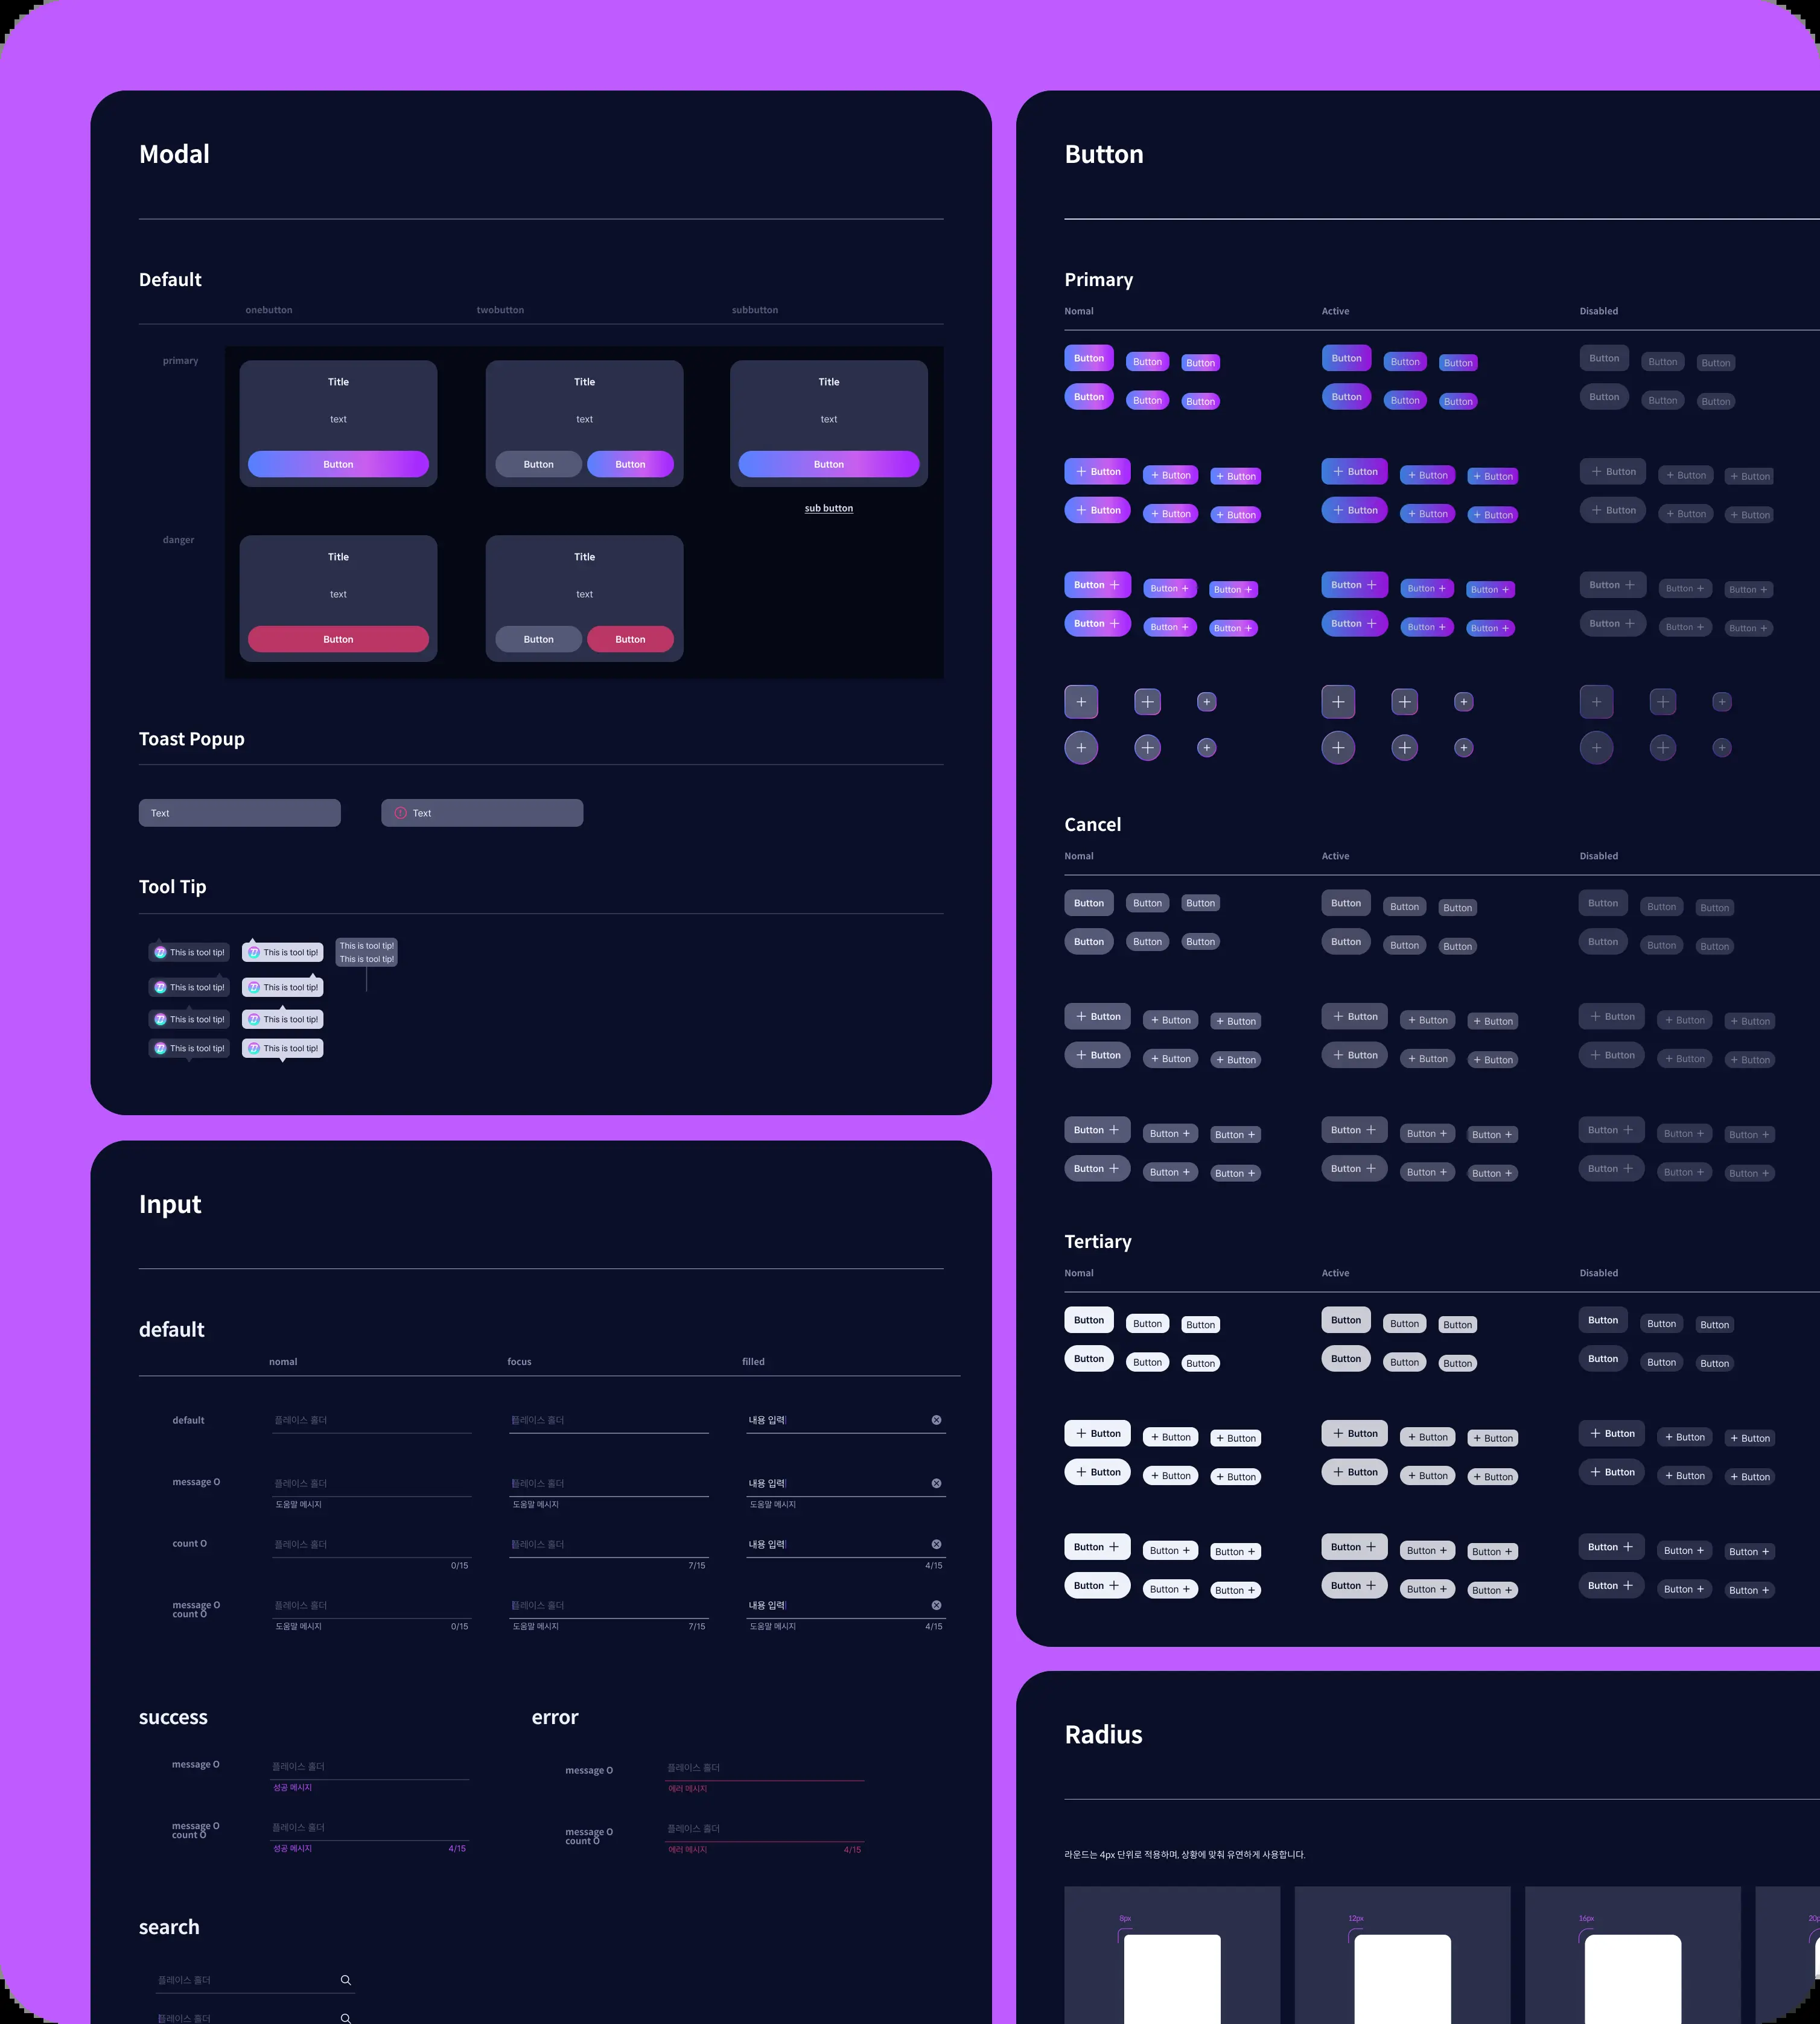 Modal
Default
onebutton twobutton subbutton
primary
Title Title Title
text text text
Button Button Button Button
sub button
danger
Title Title
text text
Button Button Button
Toast Popup
Text Text
Tool Tip
This is tool tip! This is tool tip! This is tool tip!
This is tool tip!
This is tool tip! This is tool tip!
This is tool tip! This is tool tip!
This is tool tip! This is tool tip!
Input
default
nomal focus filled
default 플레이스 홀더 플레이스 홀더 내용 입력
message O 플레이스 홀더 플레이스 홀더 내용 입력
도움말 메시지 도움말 메시지 도움말 메시지
count O 플레이스 홀더 플레이스 홀더 내용 입력
0/15 7/15 4/15
message O 플레이스 홀더 플레이스 홀더 내용 입력
count O
도움말 메시지 0/15 도움말 메시지 7/15 도움말 메시지 4/15
success
message O 플레이스 홀더
성공 메시지
message O 플레이스 홀더
count O
성공 메시지 4/15
error
message O 플레이스 홀더
에러 메시지
message O 플레이스 홀더
count O
에러 메시지 4/15
search
플레이스 홀더
플레이스 홀더
Button
Primary
Nomal Active Disabled
Button Button Button Button Button Button Button Button Button
Button Button Button Button Button Button Button Button Button
+ Button + Button + Button + Button + Button + Button + Button + Button + Button
+ Button + Button + Button + Button + Button + Button + Button + Button + Button
Button + Button + Button + Button + Button + Button + Button + Button + Button +
Button + Button + Button + Button + Button + Button + Button + Button + Button +
+ + + + + + + + +
+ + + + + + + + +
Cancel
Nomal Active Disabled
Button Button Button Button Button Button Button Button Button
Button Button Button Button Button Button Button Button Button
+ Button + Button + Button + Button + Button + Button + Button + Button + Button
+ Button + Button + Button + Button + Button + Button + Button + Button + Button
Button + Button + Button + Button + Button + Button + Button + Button + Button +
Button + Button + Button + Button + Button + Button + Button + Button + Button +
Tertiary
Nomal Active Disabled
Button Button Button Button Button Button Button Button Button
Button Button Button Button Button Button Button Button Button
+ Button + Button + Button + Button + Button + Button + Button + Button + Button
+ Button + Button + Button + Button + Button + Button + Button + Button + Button
Button + Button + Button + Button + Button + Button + Button + Button + Button +
Button + Button + Button + Button + Button + Button + Button + Button + Button +
Radius
라운드는 4px 단위로 적용하며, 상황에 맞춰 유연하게 사용합니다.
8px 12px 16px